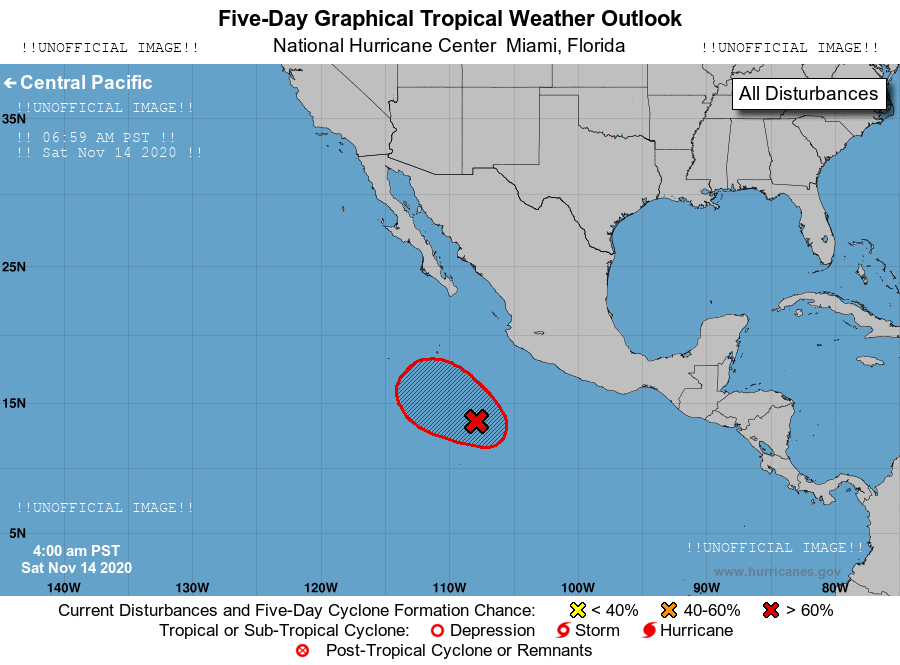 Five-Day Graphical Tropical Weather Outlook
!!UNOFFICIAL IMAGE!! National Hurricane Center Miami, Florida !!UNOFFICIAL IMAGE!!
← Central Pacific
All Disturbances
!!UNOFFICIAL IMAGE!!
35N
!! 06:59 AM PST !!
!! Sat Nov 14 2020 !!
25N
15N
!!UNOFFICIAL IMAGE!!
5N
4:00 am PST
!!UNOFFICIAL IMAGE!!
Sat Nov 14 2020
www.hurricanes.gov
140W 130W 120W 110W 100W 90W 80W
Current Disturbances and Five-Day Cyclone Formation Chance: < 40% 40-60% > 60%
Tropical or Sub-Tropical Cyclone: Depression Storm Hurricane
Post-Tropical Cyclone or Remnants